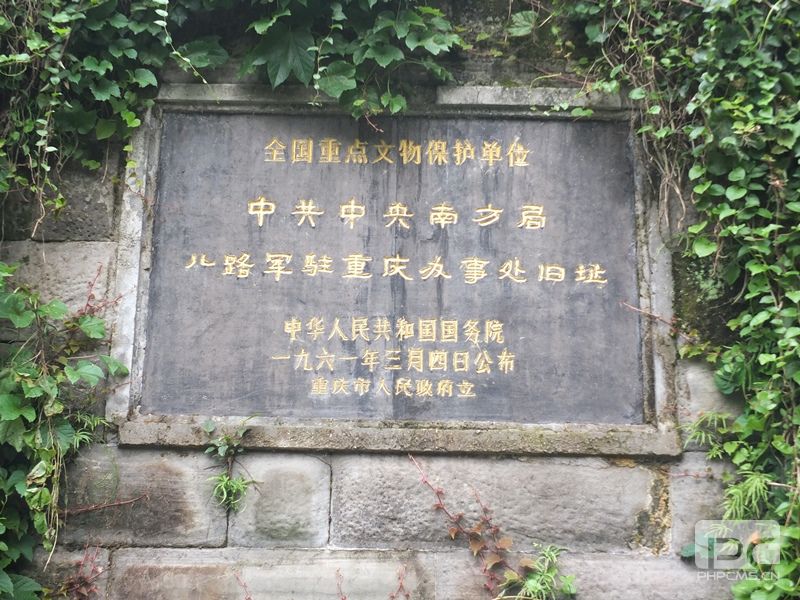 全国重点文物保护单位
中共中央南方局
八路军驻重庆办事处旧址
中华人民共和国国务院
一九六一年三月四日公布
重庆市人民政府立
PHPCMS.CN